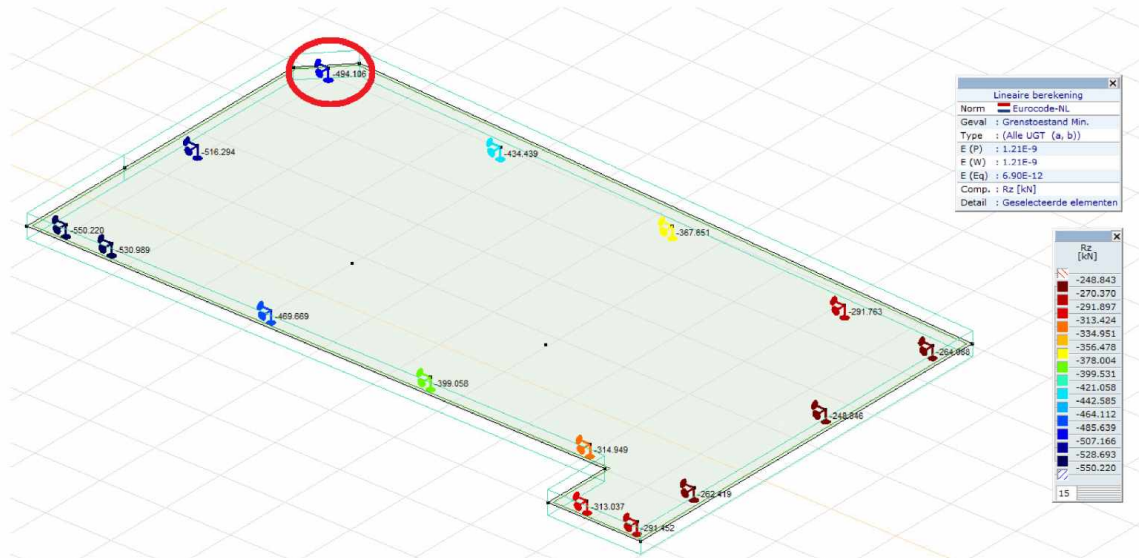 -494.106
-516.294
-434.439
-550.220
-530.989
-367.651
-469.669
-291.763
-264.068
-399.058
-248.846
-314.949
-262.419
-313.037
-291.452
Lineaire berekening
Norm Eurocode-NL
Geval : Grenstoestand Min.
Type : (Alle UGT (a, b))
E (P) : 1.21E-9
E (W) : 1.21E-9
E (Eq) : 6.90E-12
Comp. : Rz [kN]
Detail : Geselecteerde elementen
Rz
[kN]
-248.843
-270.370
-291.897
-313.424
-334.951
-356.478
-378.004
-399.531
-421.058
-442.585
-464.112
-485.639
-507.166
-528.693
-550.220
15